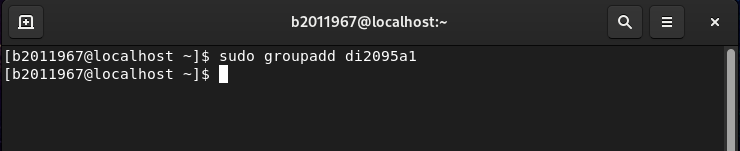 b2011967@localhost:~
[b2011967@localhost ~]$ sudo groupadd di2095a1
[b2011967@localhost ~]$